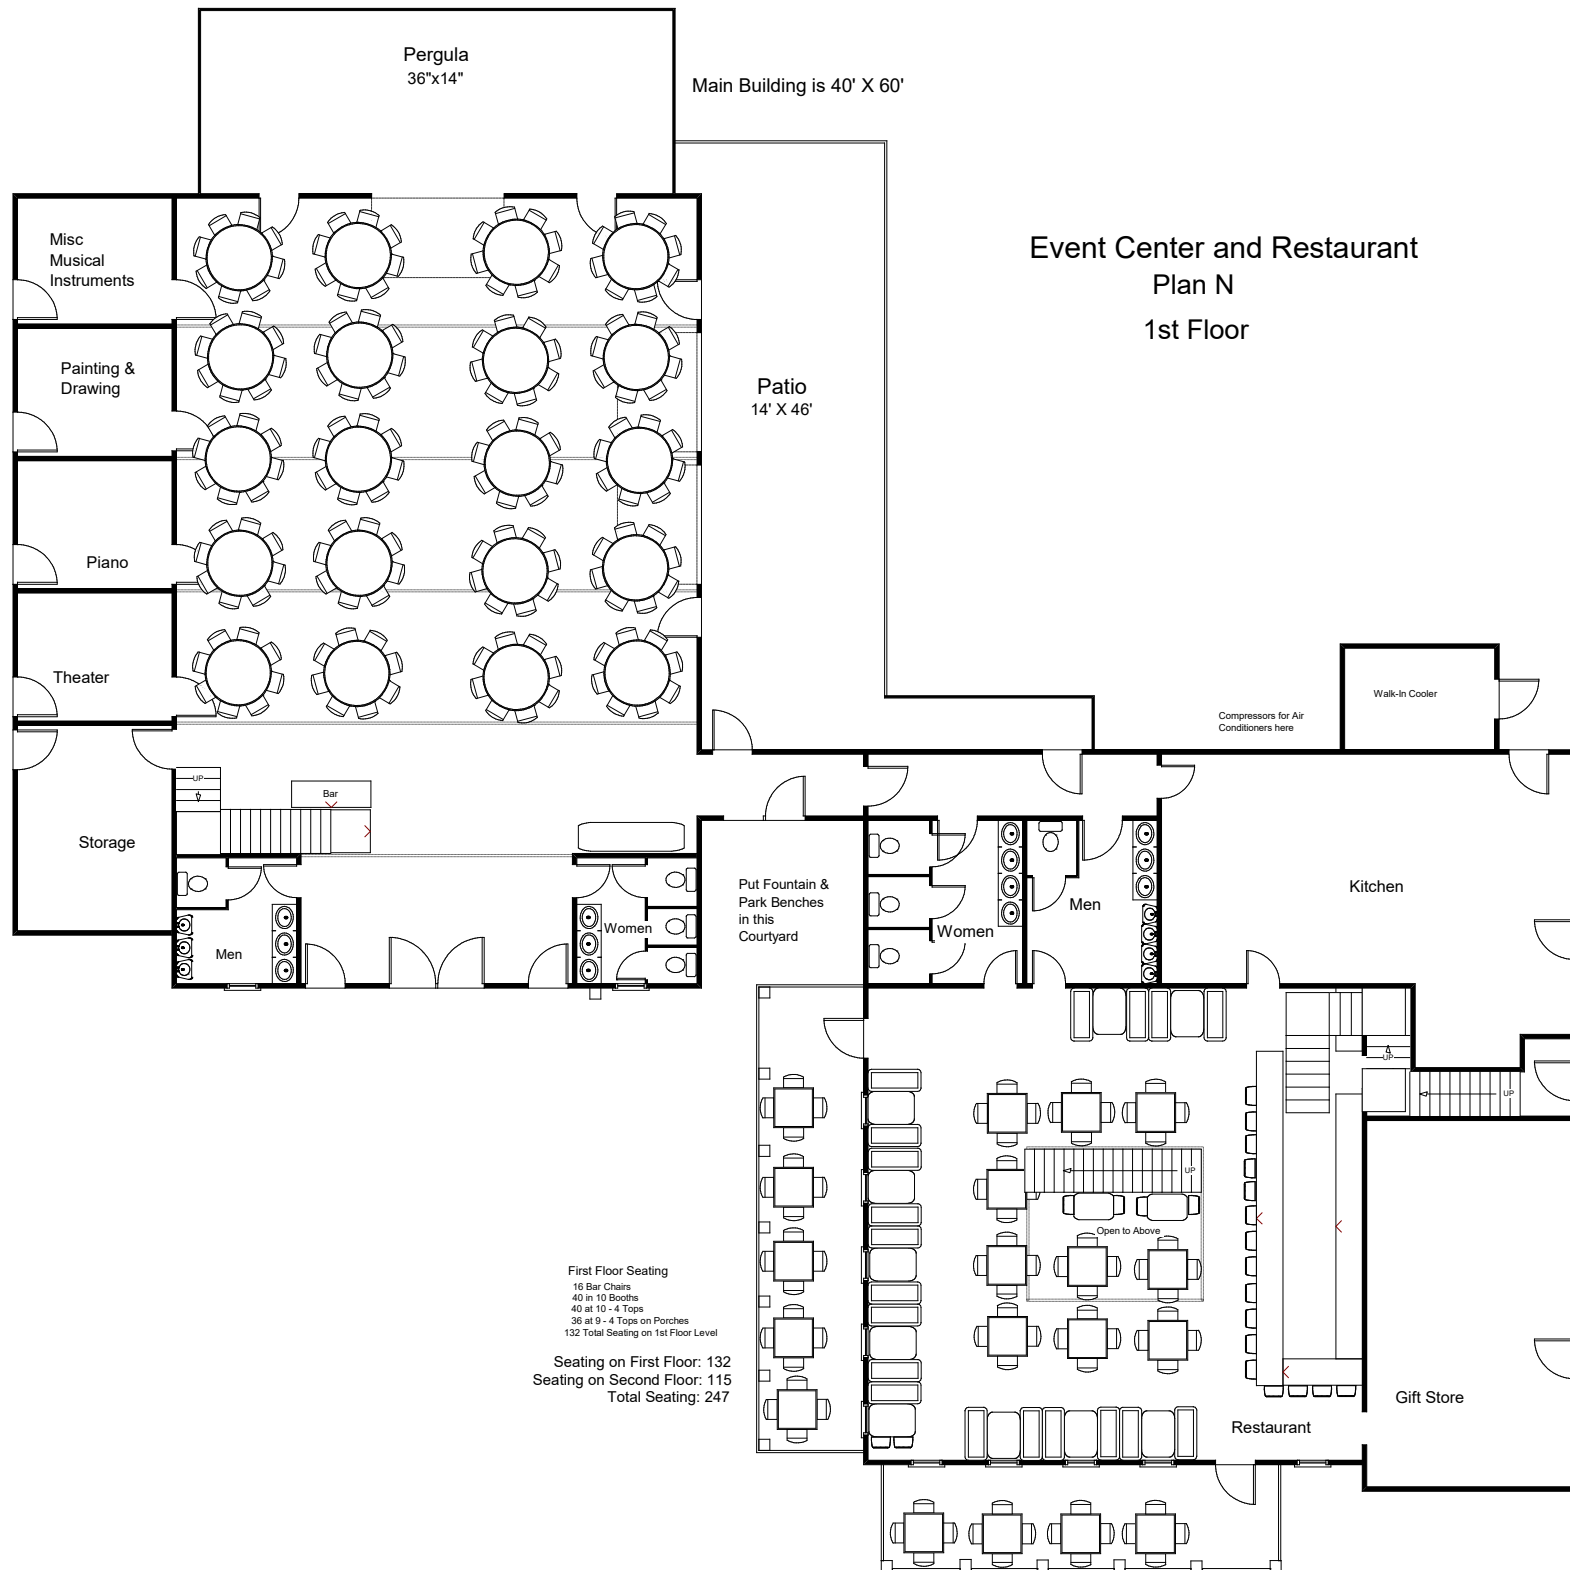 Pergula
36"x14"
Main Building is 40' X 60'
Event Center and Restaurant
Plan N
1st Floor
Misc
Musical
Instruments
Painting &
Drawing
Patio
14' X 46'
Piano
Theater
Walk-In Cooler
Compressors for Air
Conditioners here
UP
Bar
Storage
Put Fountain &
Park Benches
in this
Courtyard
Kitchen
Men
Women
Women
Men
UP
UP
UP
Open to Above
First Floor Seating
16 Bar Chairs
40 in 10 Booths
40 at 10 - 4 Tops
36 at 9 - 4 Tops on Porches
132 Total Seating on 1st Floor Level
Seating on First Floor: 132
Seating on Second Floor: 115
Total Seating: 247
Gift Store
Restaurant